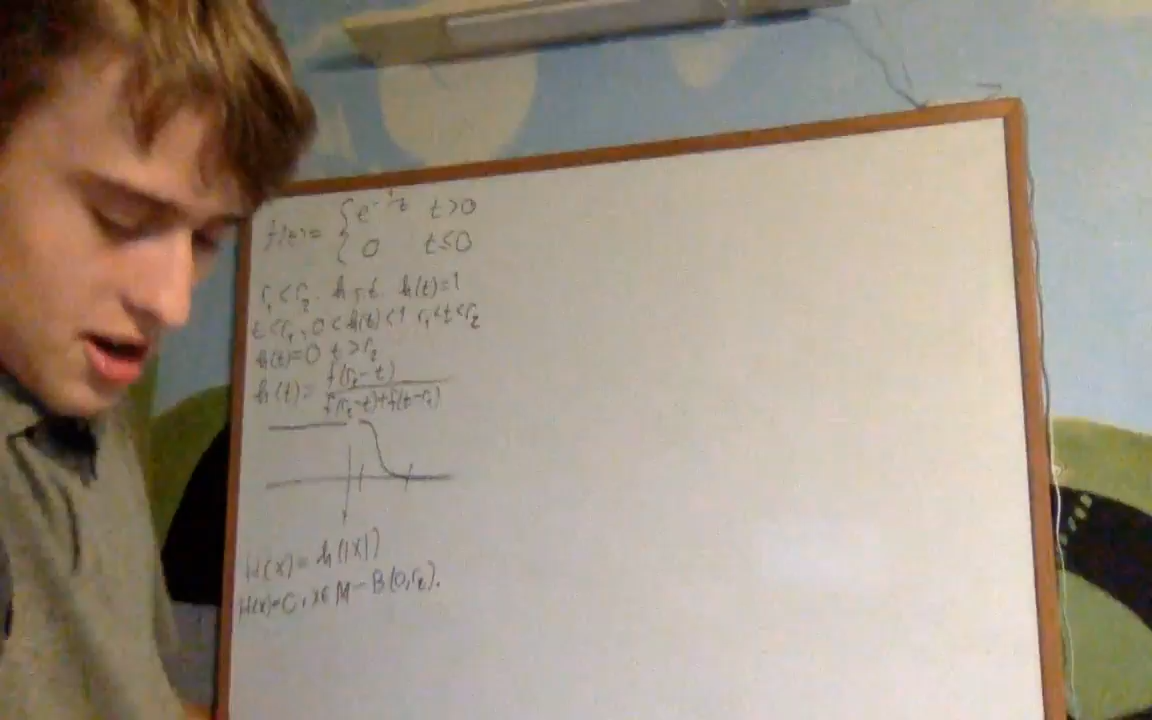 f(t) = { e^{-1/t} t>0
0 t≤0
r₁ < r₂. h(t)=1
t<r₁, 0<h(t)<1 r₁<t<r₂
h(t)=0 t>r₂
h(t) = f(r₂-t) / f(r₂-t)+f(t-r₁)
H(x) = h(|x|)
H(x)=0, x∈M-B(0,r₂).